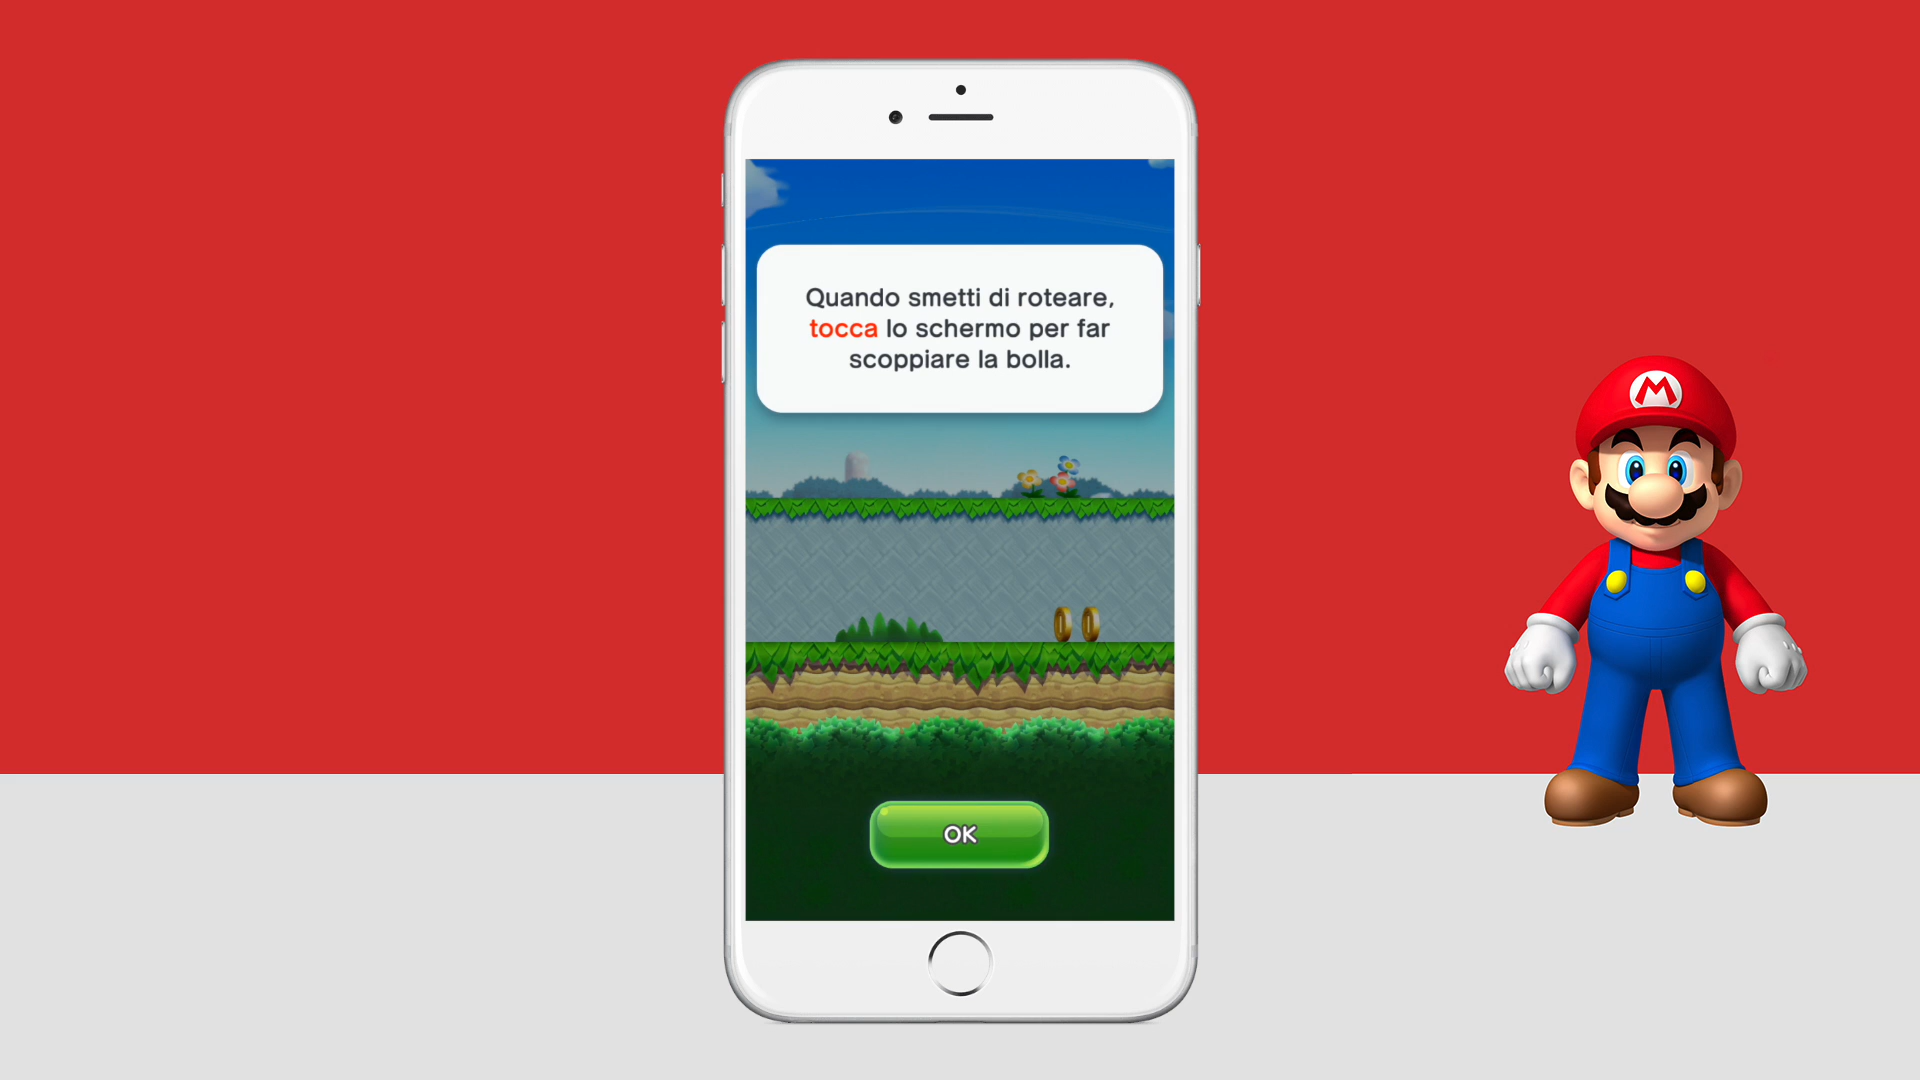 Quando smetti di roteare,
tocca lo schermo per far
scoppiare la bolla.
OK
M